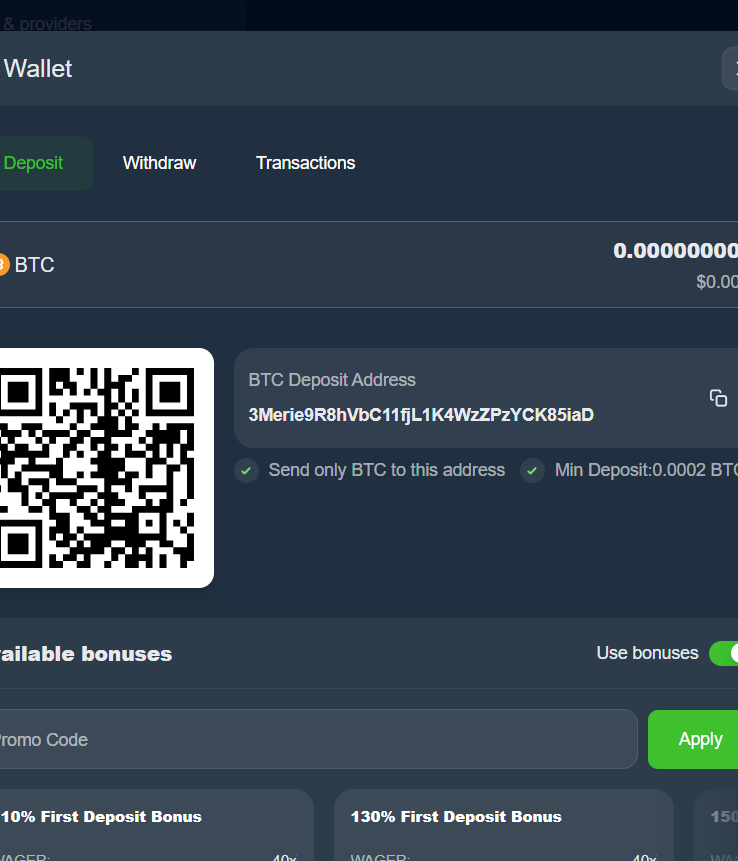 & providers
Wallet
Deposit
Withdraw
Transactions
BTC
0.00000000
$0.00
BTC Deposit Address
3Merie9R8hVbC11fjL1K4WzZPzYCK85iaD
Send only BTC to this address
Min Deposit:0.0002 BTC
ailable bonuses
Use bonuses
romo Code
Apply
10% First Deposit Bonus
130% First Deposit Bonus
150
WAGER:
40x
WAGER:
40x